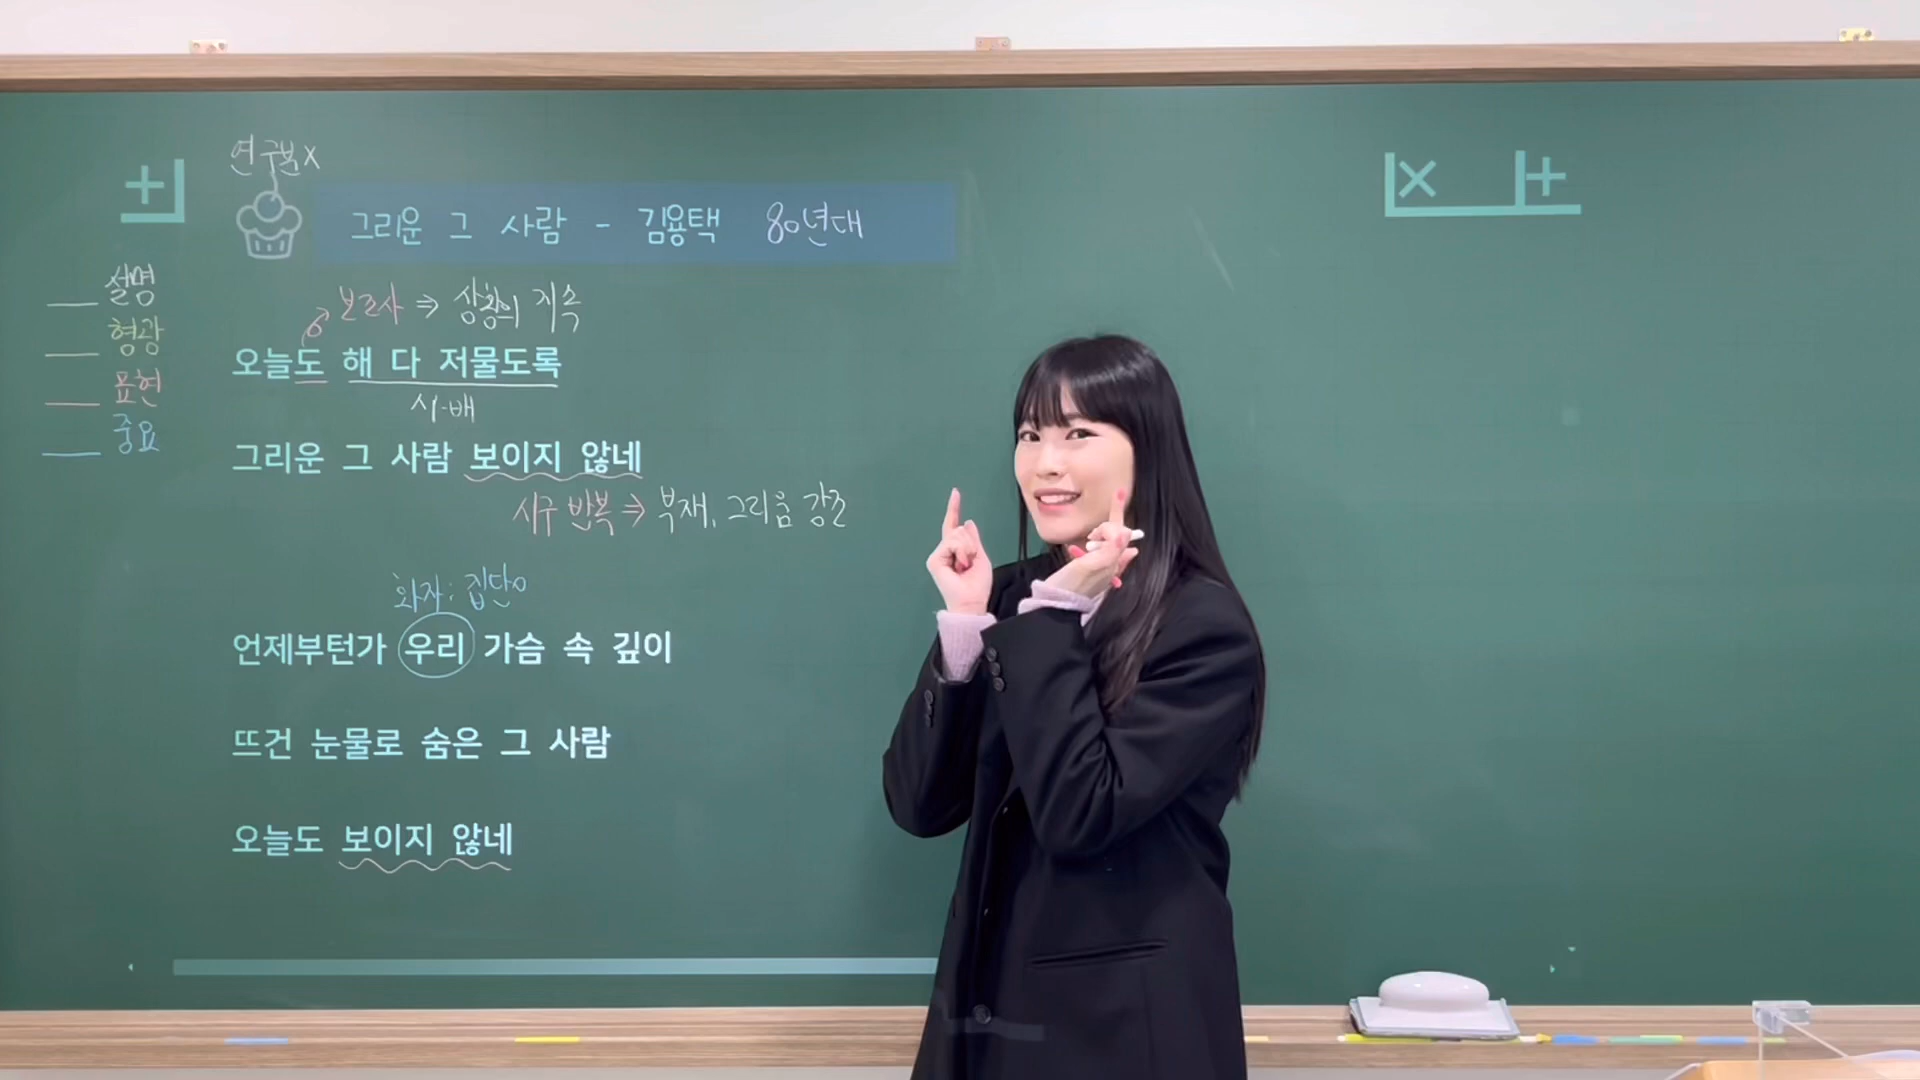 연구분X
그리운 그 사람 - 김용택 80년대
설명
형광
표현
중요
보조사 ⇒ 상황의 지속
오늘도 해 다 저물도록
시·배
그리운 그 사람 보이지 않네
시구 반복 ⇒ 부재, 그리움 강조
화자: 집단
언제부턴가 우리 가슴 속 깊이
뜨건 눈물로 숨은 그 사람
오늘도 보이지 않네